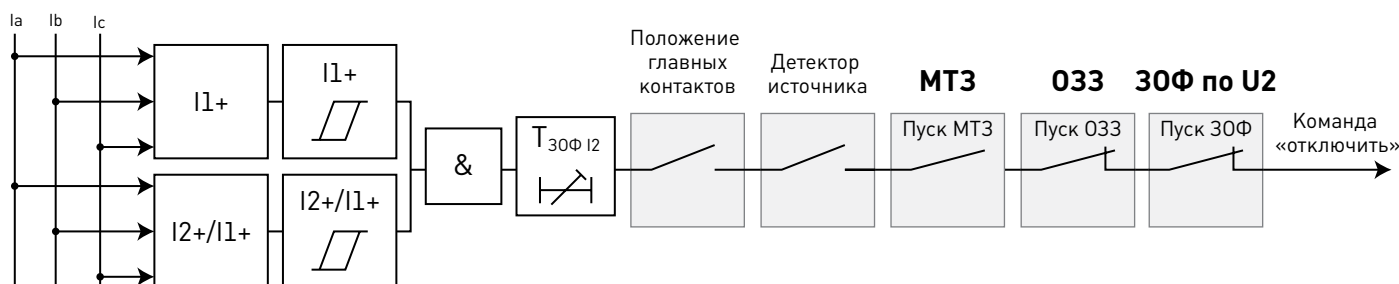 Ia
Ib
Ic
I1+
I1+
I2+/I1+
I2+/I1+
&
TЗОФ I2
Положение
главных
контактов
Детектор
источника
МТЗ
Пуск МТЗ
ОЗЗ
Пуск ОЗЗ
ЗОФ по U2
Пуск ЗОФ
Команда
«отключить»